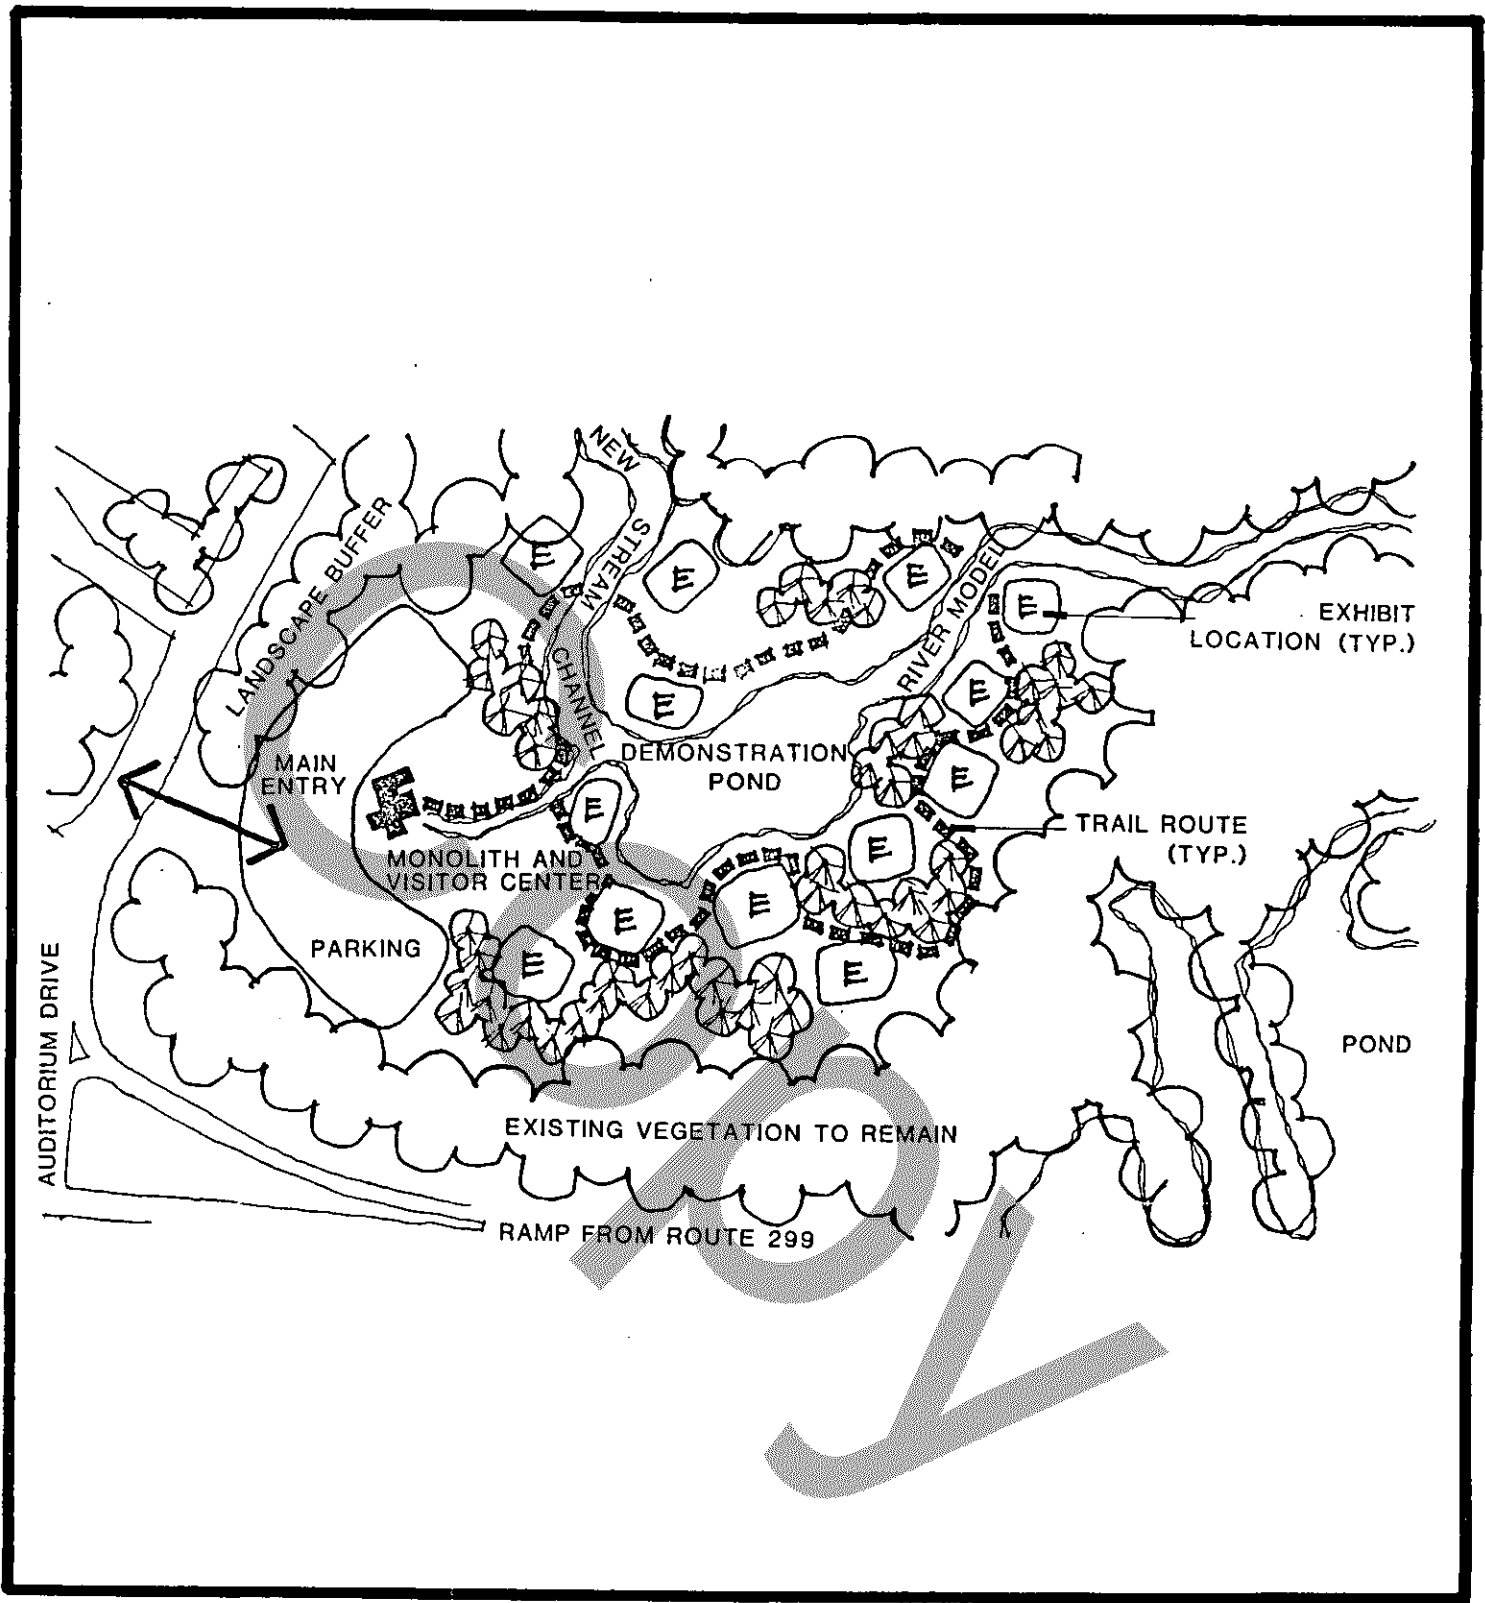 NEW
STREAM
CHANNEL
LANDSCAPE BUFFER
E
E
E
E
RIVER MODEL
E
EXHIBIT
LOCATION (TYP.)
E
E
MAIN
ENTRY
DEMONSTRATION
POND
E
E
TRAIL ROUTE
(TYP.)
MONOLITH AND
VISITOR CENTER
E
E
PARKING
E
E
AUDITORIUM DRIVE
POND
EXISTING VEGETATION TO REMAIN
RAMP FROM ROUTE 299
Copy